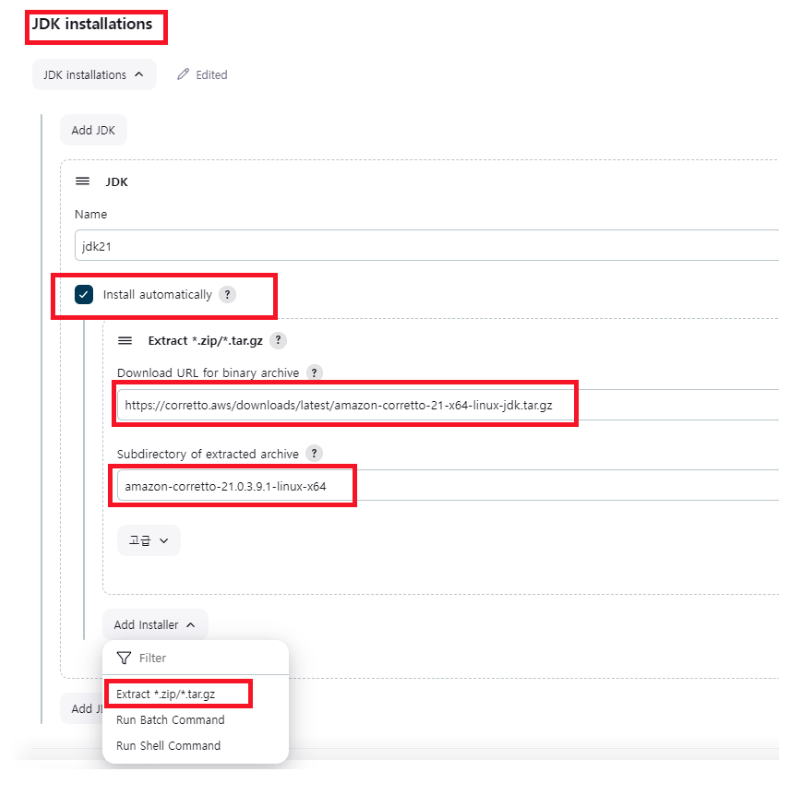 JDK installations
JDK installations
Edited
Add JDK
JDK
Name
jdk21
Install automatically ?
Extract *.zip/*.tar.gz ?
Download URL for binary archive ?
https://corretto.aws/downloads/latest/amazon-corretto-21-x64-linux-jdk.tar.gz
Subdirectory of extracted archive ?
amazon-corretto-21.0.3.9.1-linux-x64
고급
Add Installer
Filter
Extract *.zip/*.tar.gz
Add J
Run Batch Command
Run Shell Command